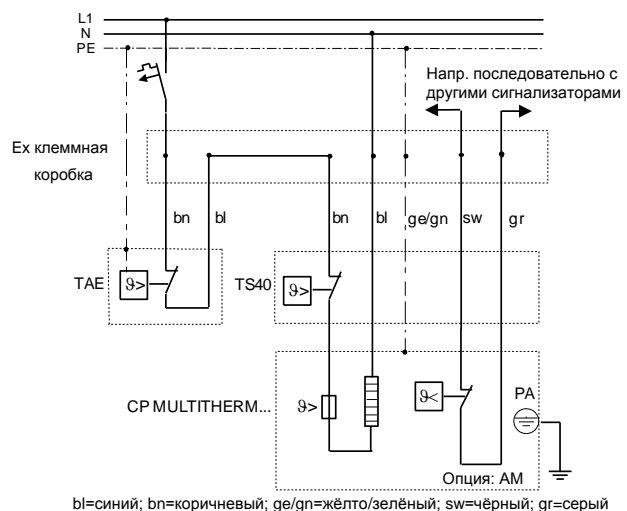 L1
N
PE
Напр. последовательно с
другими сигнализаторами
Ex клеммная
коробка
bn
bl
bn
bl
ge/gn
sw
gr
TAE
ϑ>
TS40
ϑ>
CP MULTITHERM...
ϑ>
ϑ<
PA
Опция: AM
bl=синий; bn=коричневый; ge/gn=жёлто/зелёный; sw=чёрный; gr=серый